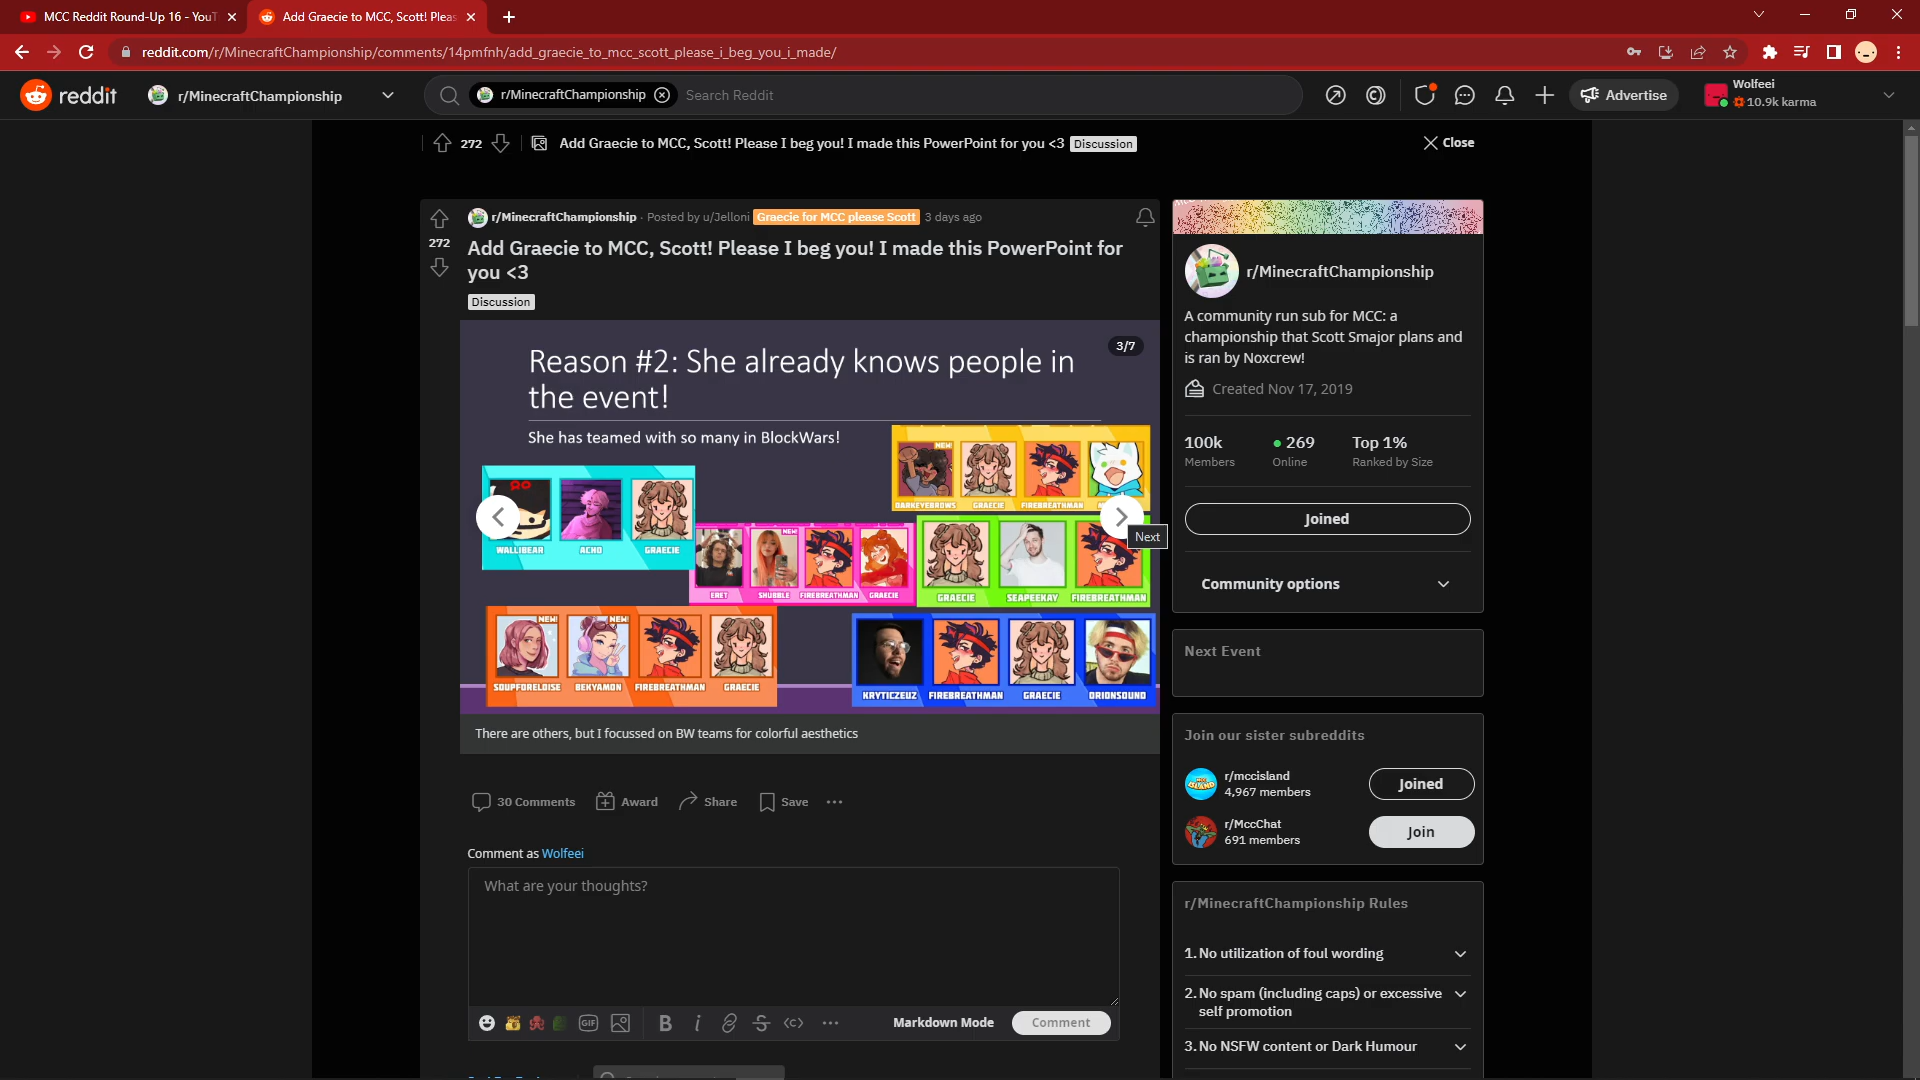 MCC Reddit Round-Up 16 - YouT
Add Graecie to MCC, Scott! Pleas
reddit.com/r/MinecraftChampionship/comments/14pmfnh/add_graecie_to_mcc_scott_please_i_beg_you_i_made/
reddit
r/MinecraftChampionship
r/MinecraftChampionship
Search Reddit
Advertise
Wolfeei
10.9k karma
272
Add Graecie to MCC, Scott! Please I beg you! I made this PowerPoint for you <3
Discussion
Close
r/MinecraftChampionship · Posted by u/Jelloni Graecie for MCC please Scott 3 days ago
272
Add Graecie to MCC, Scott! Please I beg you! I made this PowerPoint for
you <3
Discussion
3/7
Reason #2: She already knows people in
the event!
She has teamed with so many in BlockWars!
NEW!
DARKEYEBROWS GRAECIE FIREBREATHMAN
WALLIBEAR ACHO GRAECIE
Next
NEW!
ERET SHUBBLE FIREBREATHMAN GRAECIE
GRAECIE SEAPEEKAY FIREBREATHMAN
NEW! NEW!
SOUPFORELOISE BEKYAMON FIREBREATHMAN GRAECIE
KRYTICZEUZ FIREBREATHMAN GRAECIE ORIONSOUND
There are others, but I focussed on BW teams for colorful aesthetics
30 Comments
Award
Share
Save
Comment as Wolfeei
What are your thoughts?
GIF
B
i
Markdown Mode
Comment
r/MinecraftChampionship
A community run sub for MCC: a
championship that Scott Smajor plans and
is ran by Noxcrew!
Created Nov 17, 2019
100k
269
Top 1%
Members
Online
Ranked by Size
Joined
Community options
Next Event
Join our sister subreddits
r/mccisland
4,967 members
Joined
r/MccChat
691 members
Join
r/MinecraftChampionship Rules
1. No utilization of foul wording
2. No spam (including caps) or excessive
self promotion
3. No NSFW content or Dark Humour